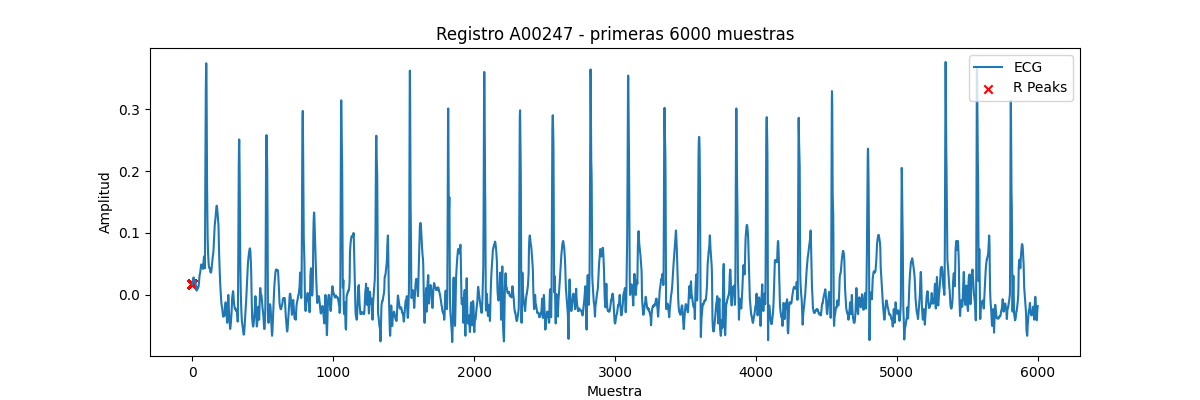 Registro A00247 - primeras 6000 muestras
ECG
R Peaks
Amplitud
0.3
0.2
0.1
0.0
0 1000 2000 3000 4000 5000 6000
Muestra